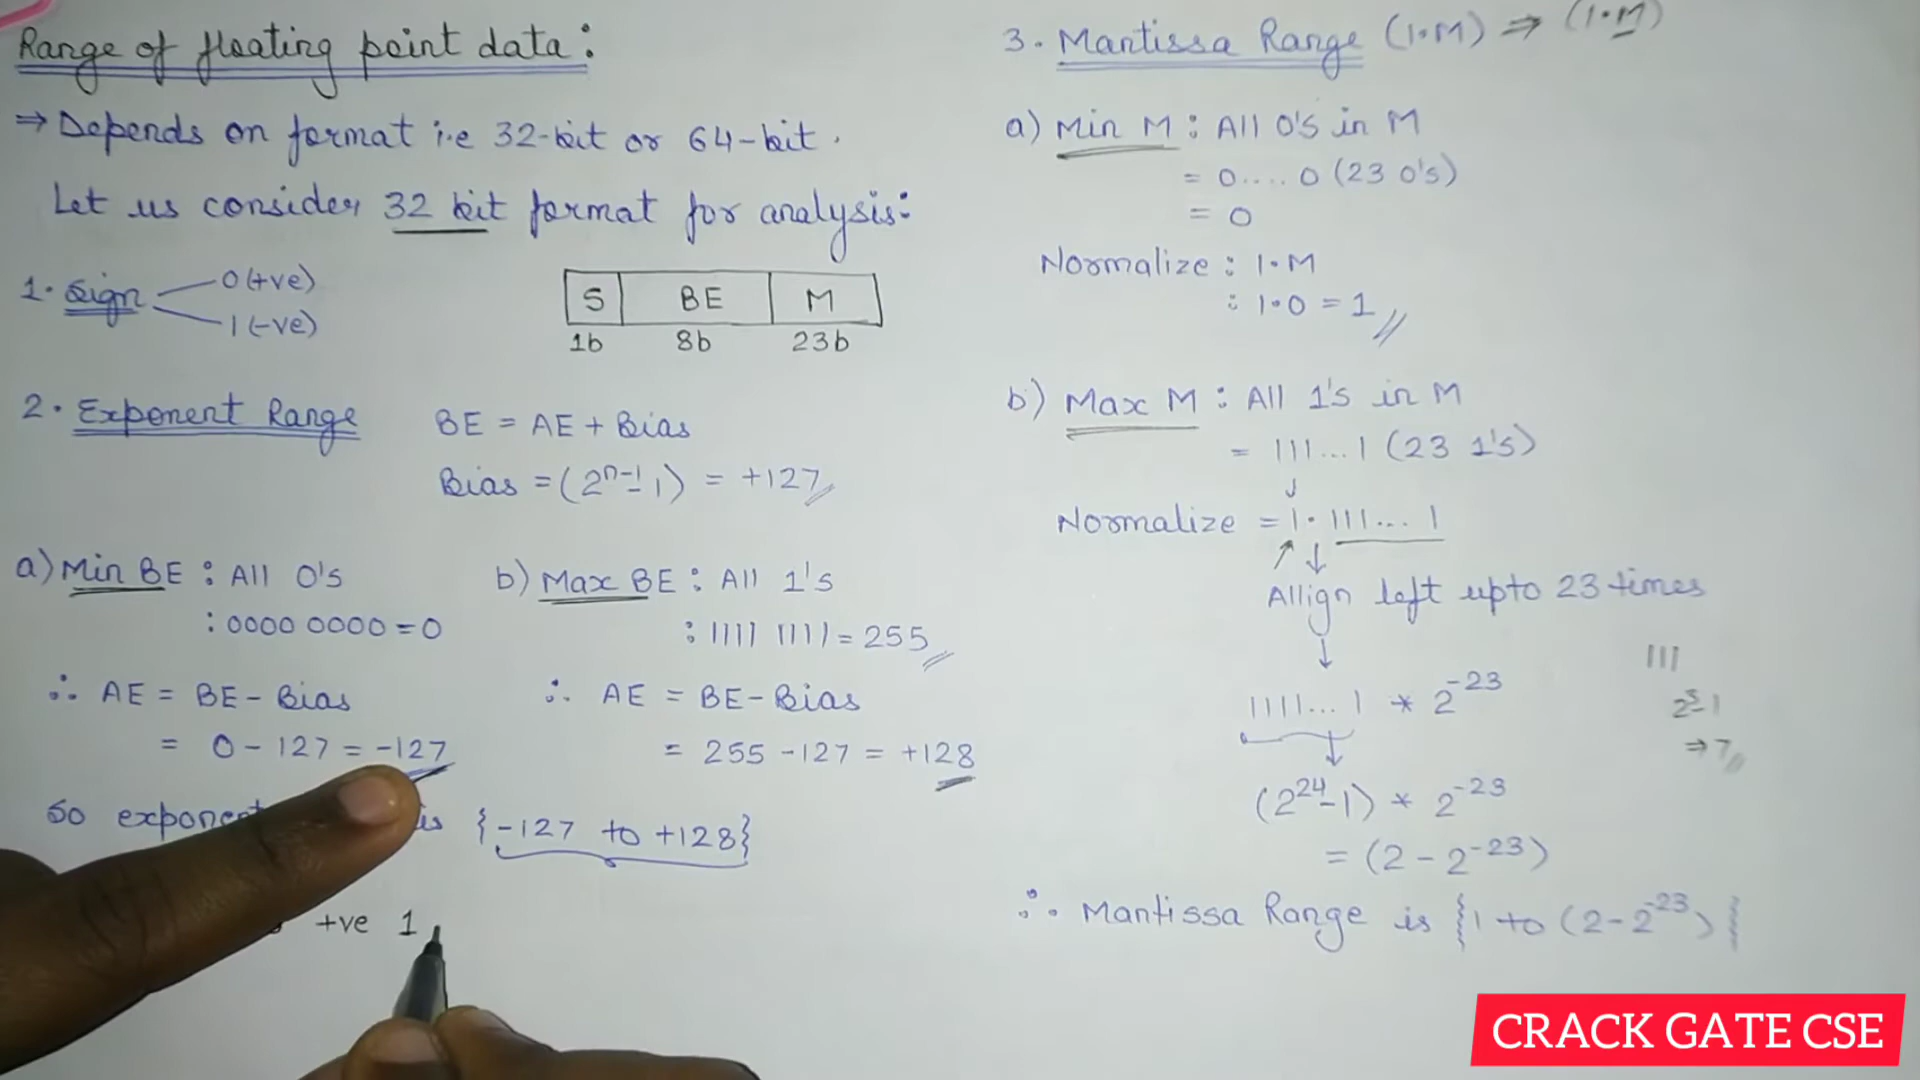 Range of floating point data :
⇒ Depends on format i.e 32-bit or 64-bit.
Let us consider 32 bit format for analysis:
1. Sign
0 (+ve)
1 (-ve)
S BE M
1b 8b 23b
2. Exponent Range
BE = AE + Bias
Bias = (2^n-1 - 1) = +127
a) Min BE : All 0's
: 0000 0000 = 0
∴ AE = BE - Bias
= 0 - 127 = -127
b) Max BE : All 1's
: 1111 1111 = 255
∴ AE = BE - Bias
= 255 - 127 = +128
So is {-127 to +128}
+ve 1
3. Mantissa Range (1.M) ⇒ (1.M)
a) Min M : All 0's in M
= 0....0 (23 0's)
= 0
Normalize : 1.M
: 1.0 = 1
b) Max M : All 1's in M
= 111...1 (23 1's)
Normalize = 1.111...1
Allign left upto 23 times
1111...1 * 2^-23
(2^24 - 1) * 2^-23
= (2 - 2^-23)
∴ Mantissa Range is {1 to (2 - 2^-23)}
111
2^3-1
⇒ 7
CRACK GATE CSE